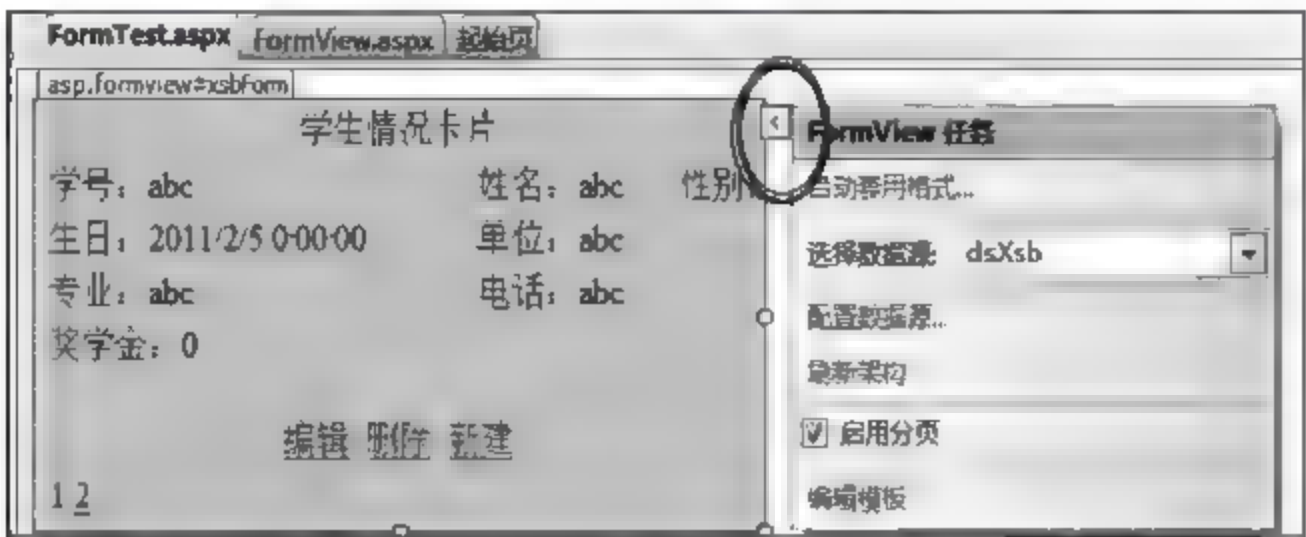 FormTest.aspx FormView.aspx 起始页
asp:formview#xsbForm
学生情况卡片
学号：abc 姓名：abc 性别
生日：2011/2/5 0:00:00 单位：abc
专业：abc 电话：abc
奖学金：0
编辑 删除 新建
1 2
<
FormView 任务
自动套用格式...
选择数据源: dsXsb
配置数据源...
刷新架构
启用分页
编辑模板